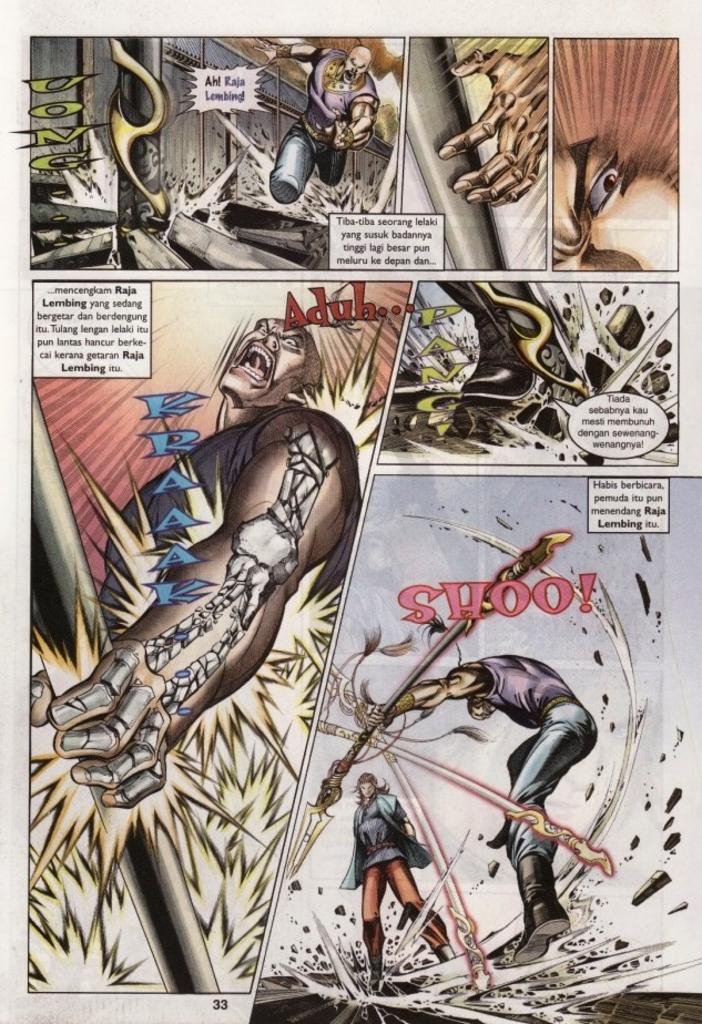 UONG
Ah! Raja
Lembing!
Tiba-tiba seorang lelaki
yang susuk badannya
tinggi lagi besar pun
meluru ke depan dan...
...mencengkam Raja
Lembing yang sedang
bergetar dan berdengung
itu. Tulang lengan lelaki itu
pun lantas hancur berke-
cai kerana getaran Raja
Lembing itu.
Aduh...
KRAAAK...
PANG
Tiada
sebabnya kau
mesti membunuh
dengan sewenang-
wenangnya!
Habis berbicara,
pemuda itu pun
menendang Raja
Lembing itu.
SHOO!
33